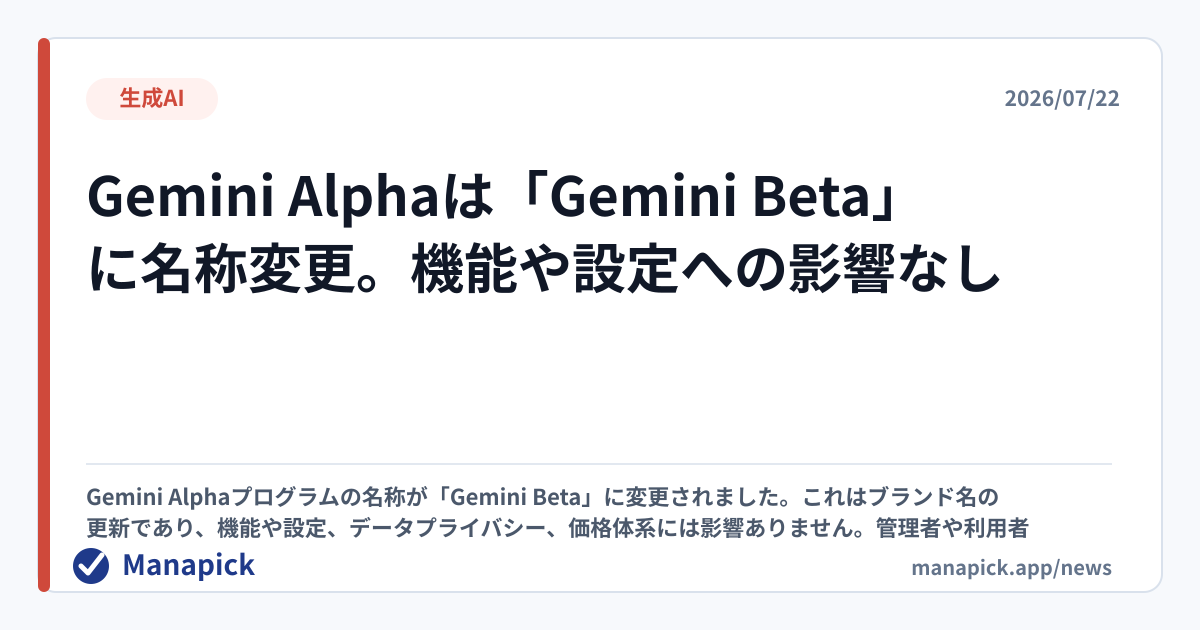 生成AI
2026/07/22
Gemini Alphaは「Gemini Beta」
に名称変更。機能や設定への影響なし
Gemini Alphaプログラムの名称が「Gemini Beta」に変更されました。これはブランド名の
更新であり、機能や設定、データプライバシー、価格体系には影響ありません。管理者や利用者
Manapick
manapick.app/news